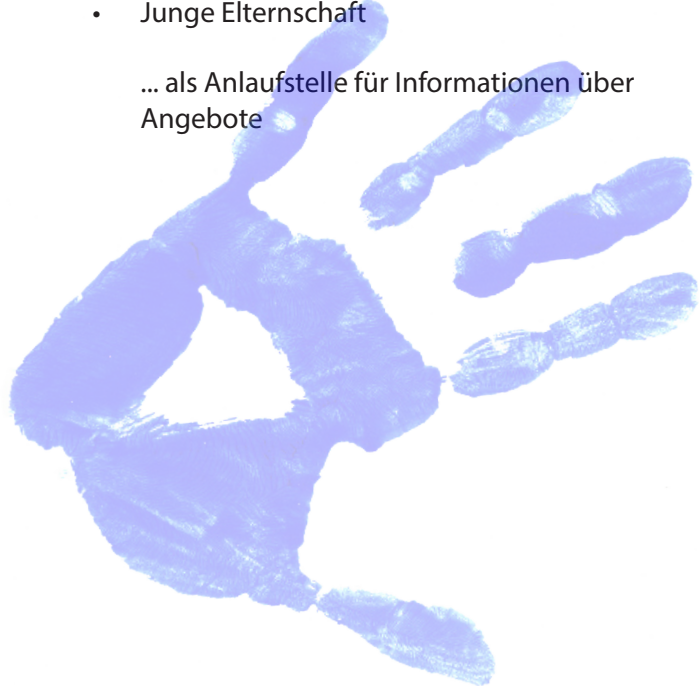 • Junge Elternschaft
... als Anlaufstelle für Informationen über
Angebote